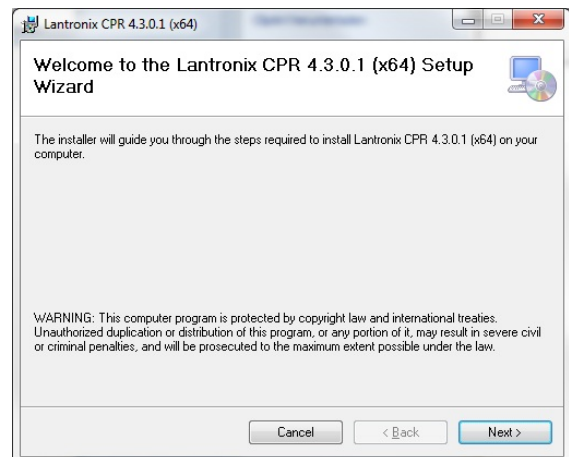 Lantronix CPR 4.3.0.1 (x64)
Welcome to the Lantronix CPR 4.3.0.1 (x64) Setup
Wizard
The installer will guide you through the steps required to install Lantronix CPR 4.3.0.1 (x64) on your
computer.
WARNING: This computer program is protected by copyright law and international treaties.
Unauthorized duplication or distribution of this program, or any portion of it, may result in severe civil
or criminal penalties, and will be prosecuted to the maximum extent possible under the law.
Cancel
< Back
Next >